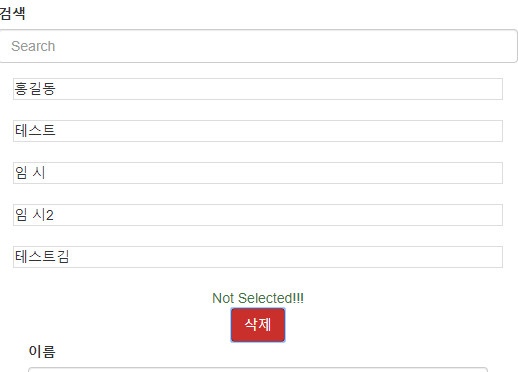 검색
Search
홍길동
테스트
임 시
임 시2
테스트김
Not Selected!!!
삭제
이름